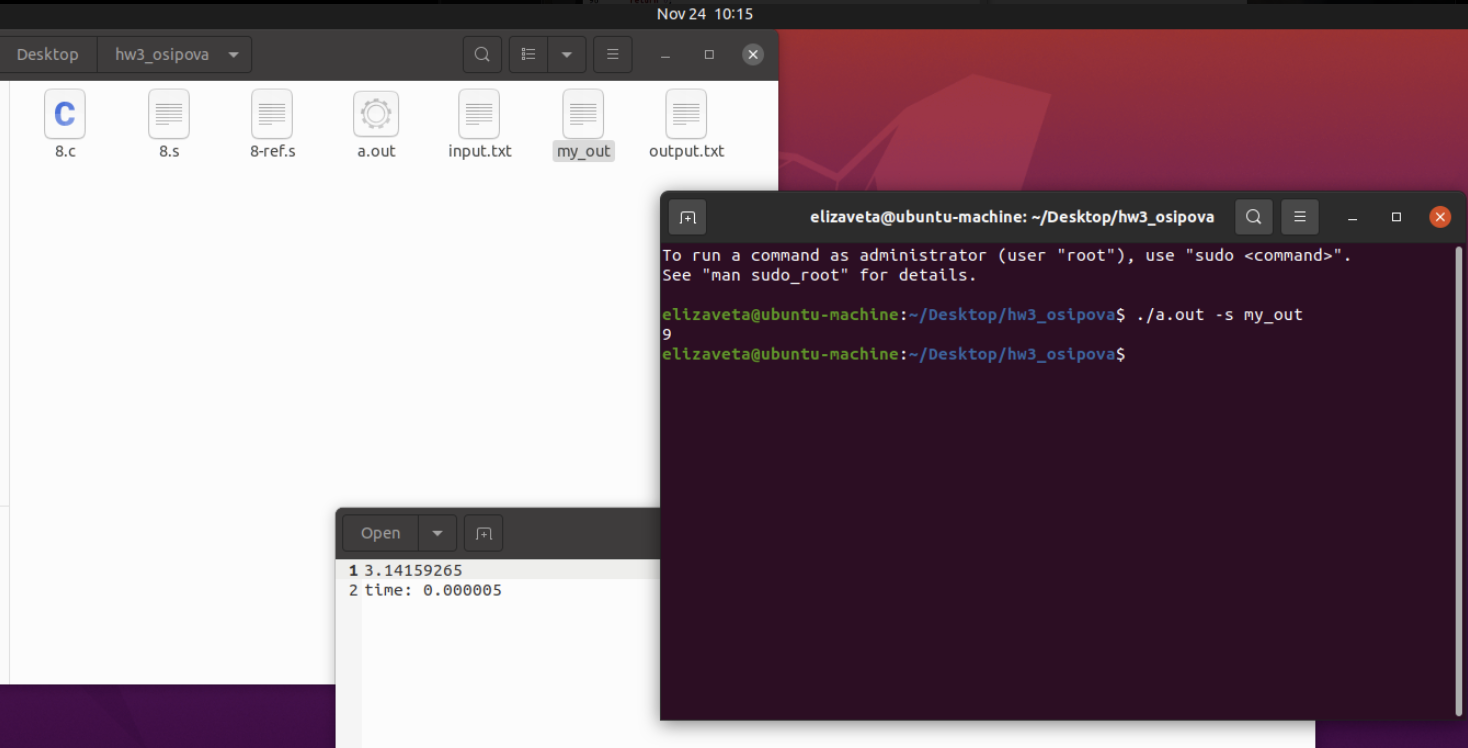 Nov 24 10:15
Desktop hw3_osipova
C
8.c 8.s 8-ref.s a.out input.txt my_out output.txt
elizaveta@ubuntu-machine: ~/Desktop/hw3_osipova
To run a command as administrator (user "root"), use "sudo <command>".
See "man sudo_root" for details.
elizaveta@ubuntu-machine:~/Desktop/hw3_osipova$ ./a.out -s my_out
9
elizaveta@ubuntu-machine:~/Desktop/hw3_osipova$
Open
1 3.14159265
2 time: 0.000005